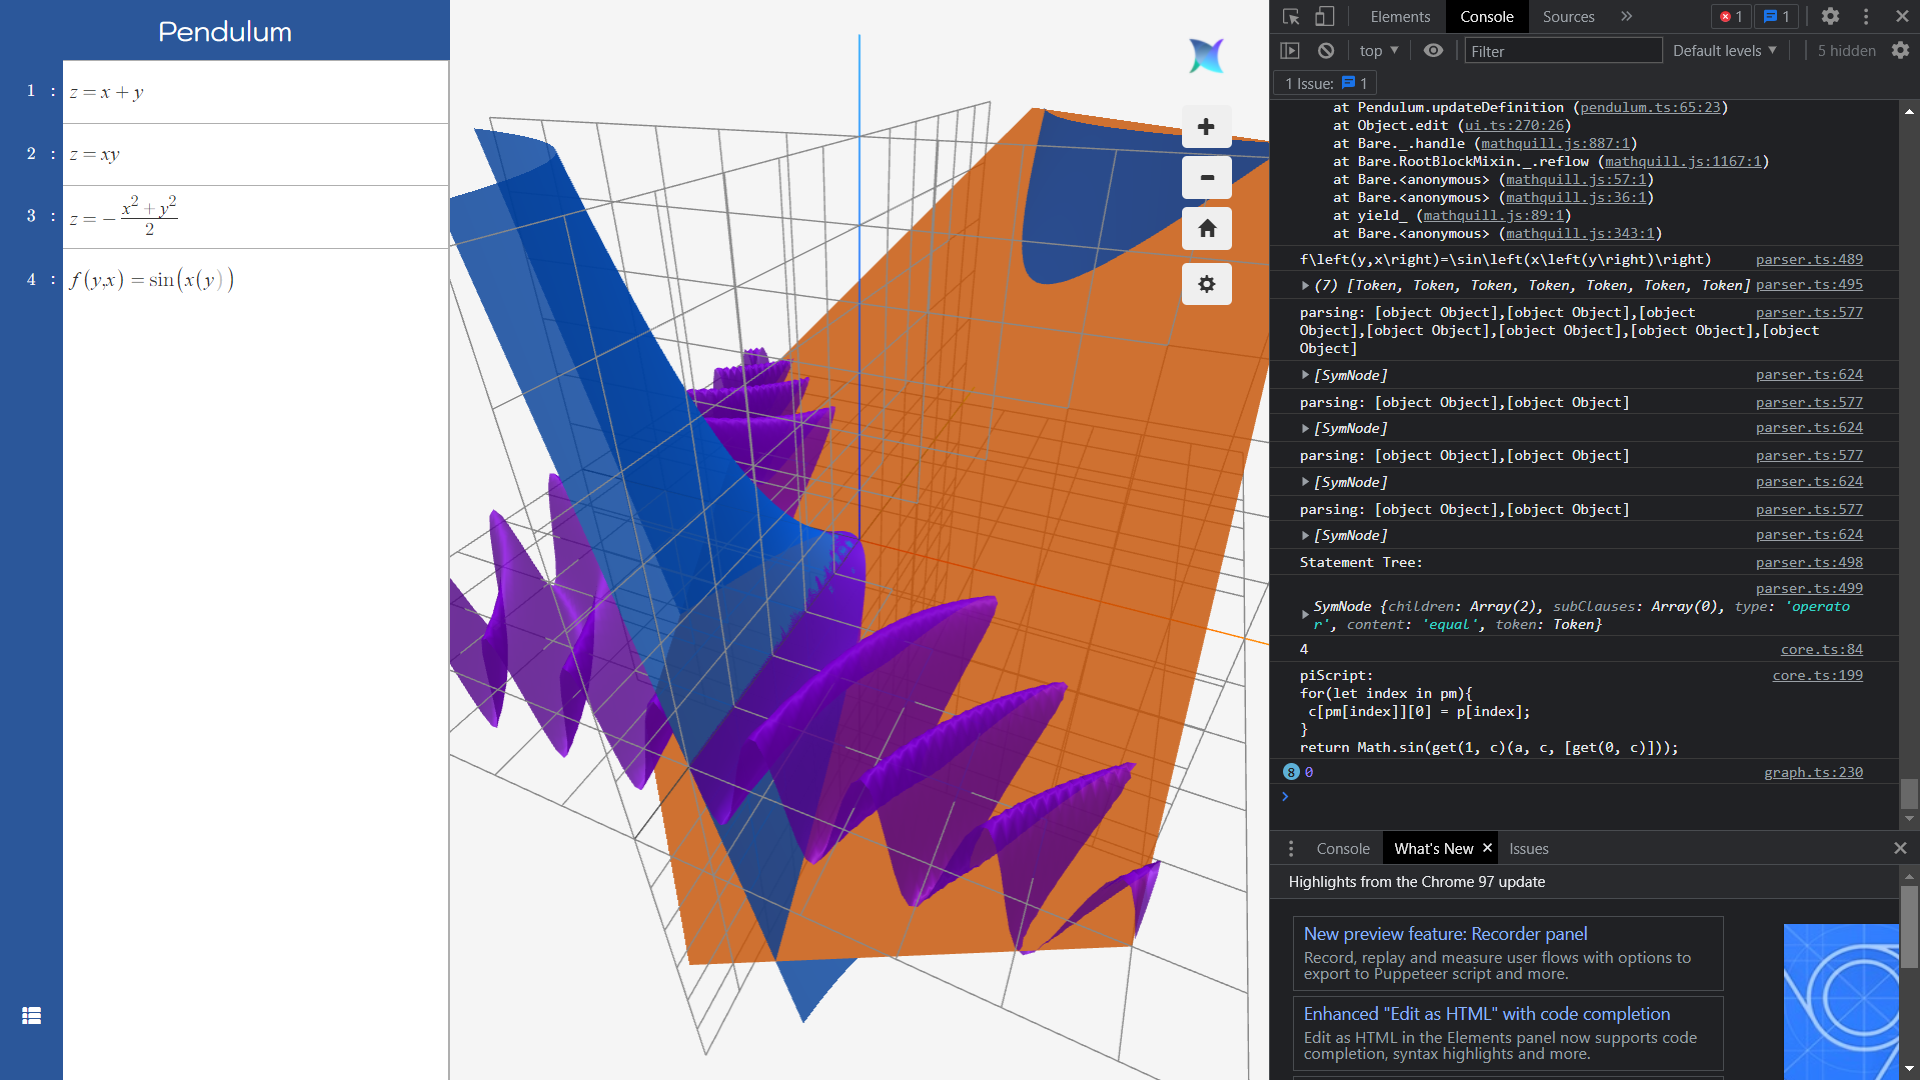 Pendulum
1 : z = x + y
2 : z = xy
3 : z = − x² + y² / 2
4 : f (y,x) = sin(x(y))
Elements
Console
Sources
»
1
1
top
Filter
Default levels
5 hidden
1 Issue: 1
at Pendulum.updateDefinition (pendulum.ts:65:23)
at Object.edit (ui.ts:270:26)
at Bare._.handle (mathquill.js:887:1)
at Bare.RootBlockMixin._.reflow (mathquill.js:1167:1)
at Bare.<anonymous> (mathquill.js:57:1)
at Bare.<anonymous> (mathquill.js:36:1)
at yield_ (mathquill.js:89:1)
at Bare.<anonymous> (mathquill.js:343:1)
f\left(y,x\right)=\sin\left(x\left(y\right)\right) parser.ts:489
(7) [Token, Token, Token, Token, Token, Token, Token] parser.ts:495
parsing: [object Object],[object Object],[object parser.ts:577
Object],[object Object],[object Object],[object Object],[object
Object]
[SymNode] parser.ts:624
parsing: [object Object],[object Object] parser.ts:577
[SymNode] parser.ts:624
parsing: [object Object],[object Object] parser.ts:577
[SymNode] parser.ts:624
parsing: [object Object],[object Object] parser.ts:577
[SymNode] parser.ts:624
Statement Tree: parser.ts:498
parser.ts:499
SymNode {children: Array(2), subClauses: Array(0), type: 'operato
r', content: 'equal', token: Token}
4 core.ts:84
piScript: core.ts:199
for(let index in pm){
c[pm[index]][0] = p[index];
}
return Math.sin(get(1, c)(a, c, [get(0, c)]));
8 0 graph.ts:230
Console
What's New
Issues
Highlights from the Chrome 97 update
New preview feature: Recorder panel
Record, replay and measure user flows with options to
export to Puppeteer script and more.
Enhanced "Edit as HTML" with code completion
Edit as HTML in the Elements panel now supports code
completion, syntax highlights and more.